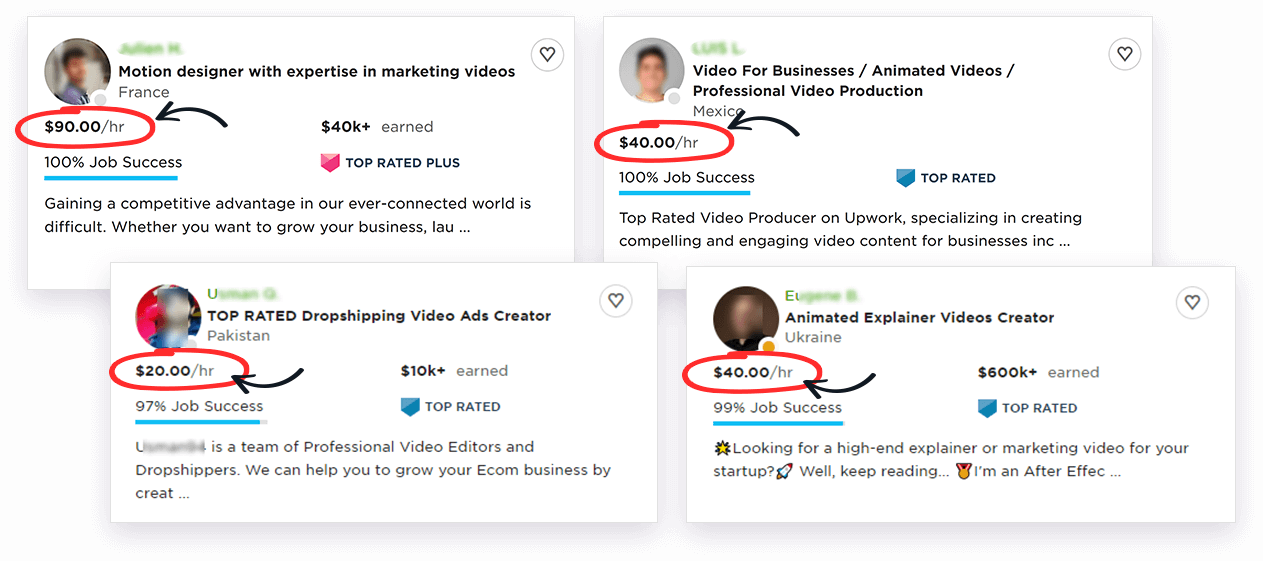 Motion designer with expertise in marketing videos
France
$90.00/hr
$40k+ earned
100% Job Success
TOP RATED PLUS
Gaining a competitive advantage in our ever-connected world is
difficult. Whether you want to grow your business, lau ...
Video For Businesses / Animated Videos /
Professional Video Production
Mexico
$40.00/hr
100% Job Success
TOP RATED
Top Rated Video Producer on Upwork, specializing in creating
compelling and engaging video content for businesses inc ...
TOP RATED Dropshipping Video Ads Creator
Pakistan
$20.00/hr
$10k+ earned
97% Job Success
TOP RATED
is a team of Professional Video Editors and
Dropshippers. We can help you to grow your Ecom business by
creat ...
Animated Explainer Videos Creator
Ukraine
$40.00/hr
$600k+ earned
99% Job Success
TOP RATED
🌟Looking for a high-end explainer or marketing video for your
startup?🚀 Well, keep reading... 🏅I'm an After Effec ...